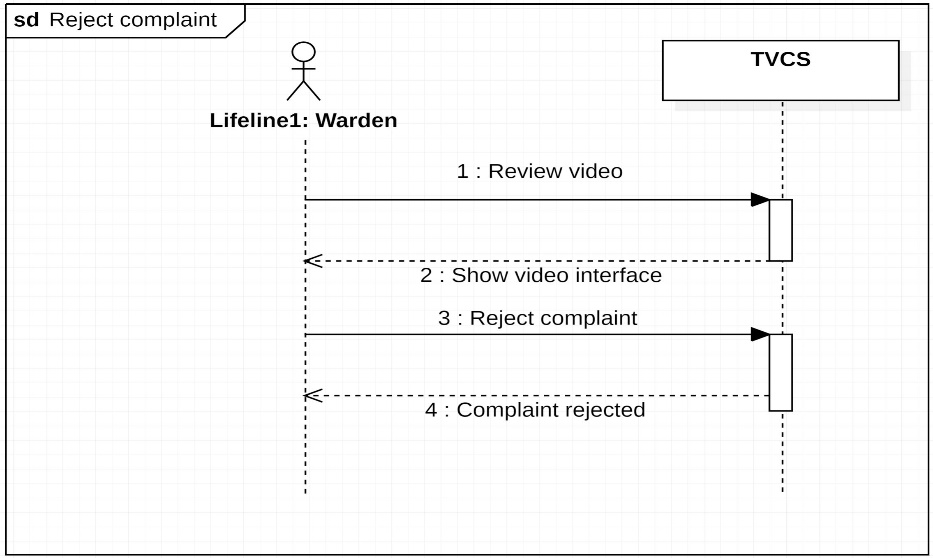 sd Reject complaint
TVCS
Lifeline1: Warden
1 : Review video
2 : Show video interface
3 : Reject complaint
4 : Complaint rejected